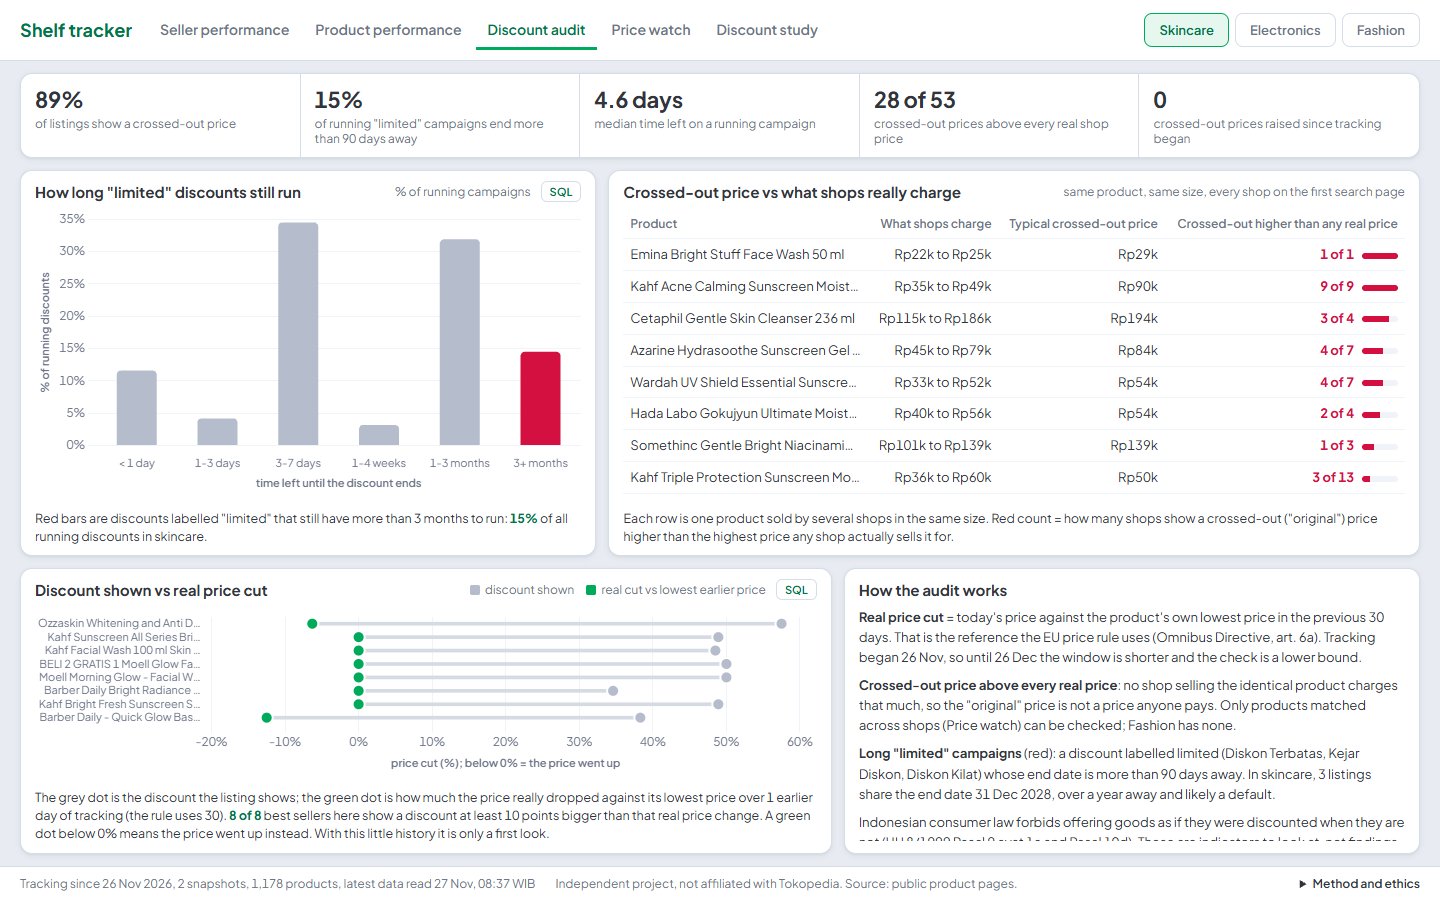 Shelf tracker
Seller performance
Product performance
Discount audit
Price watch
Discount study
Skincare
Electronics
Fashion
89%
of listings show a crossed-out price
15%
of running "limited" campaigns end more
than 90 days away
4.6 days
median time left on a running campaign
28 of 53
crossed-out prices above every real shop
price
0
crossed-out prices raised since tracking
began
How long "limited" discounts still run
% of running campaigns
SQL
35%
30%
25%
20%
15%
10%
5%
0%
% of running discounts
< 1 day
1-3 days
3-7 days
1-4 weeks
1-3 months
3+ months
time left until the discount ends
Red bars are discounts labelled "limited" that still have more than 3 months to run: 15% of all
running discounts in skincare.
Crossed-out price vs what shops really charge
same product, same size, every shop on the first search page
Product What shops charge Typical crossed-out price Crossed-out higher than any real price
Emina Bright Stuff Face Wash 50 ml Rp22k to Rp25k Rp29k 1 of 1
Kahf Acne Calming Sunscreen Moist... Rp35k to Rp49k Rp90k 9 of 9
Cetaphil Gentle Skin Cleanser 236 ml Rp115k to Rp186k Rp194k 3 of 4
Azarine Hydrasoothe Sunscreen Gel ... Rp45k to Rp79k Rp84k 4 of 7
Wardah UV Shield Essential Sunscre... Rp33k to Rp52k Rp54k 4 of 7
Hada Labo Gokujyun Ultimate Moist... Rp40k to Rp56k Rp54k 2 of 4
Somethinc Gentle Bright Niacinami... Rp101k to Rp139k Rp139k 1 of 3
Kahf Triple Protection Sunscreen Mo... Rp36k to Rp60k Rp50k 3 of 13
Each row is one product sold by several shops in the same size. Red count = how many shops show a crossed-out ("original") price
higher than the highest price any shop actually sells it for.
Discount shown vs real price cut
discount shown
real cut vs lowest earlier price
SQL
Ozzaskin Whitening and Anti D...
Kahf Sunscreen All Series Bri...
Kahf Facial Wash 100 ml Skin ...
BELI 2 GRATIS 1 Moell Glow Fa...
Moell Morning Glow - Facial W...
Barber Daily Bright Radiance ...
Kahf Bright Fresh Sunscreen S...
Barber Daily - Quick Glow Bas...
-20% -10% 0% 10% 20% 30% 40% 50% 60%
price cut (%); below 0% = the price went up
The grey dot is the discount the listing shows; the green dot is how much the price really dropped against its lowest price over 1 earlier
day of tracking (the rule uses 30). 8 of 8 best sellers here show a discount at least 10 points bigger than that real price change. A green
dot below 0% means the price went up instead. With this little history it is only a first look.
How the audit works
Real price cut = today's price against the product's own lowest price in the previous 30
days. That is the reference the EU price rule uses (Omnibus Directive, art. 6a). Tracking
began 26 Nov, so until 26 Dec the window is shorter and the check is a lower bound.
Crossed-out price above every real price: no shop selling the identical product charges
that much, so the "original" price is not a price anyone pays. Only products matched
across shops (Price watch) can be checked; Fashion has none.
Long "limited" campaigns (red): a discount labelled limited (Diskon Terbatas, Kejar
Diskon, Diskon Kilat) whose end date is more than 90 days away. In skincare, 3 listings
share the end date 31 Dec 2028, over a year away and likely a default.
Indonesian consumer law forbids offering goods as if they were discounted when they are
Tracking since 26 Nov 2026, 2 snapshots, 1,178 products, latest data read 27 Nov, 08:37 WIB
Independent project, not affiliated with Tokopedia. Source: public product pages.
▶ Method and ethics